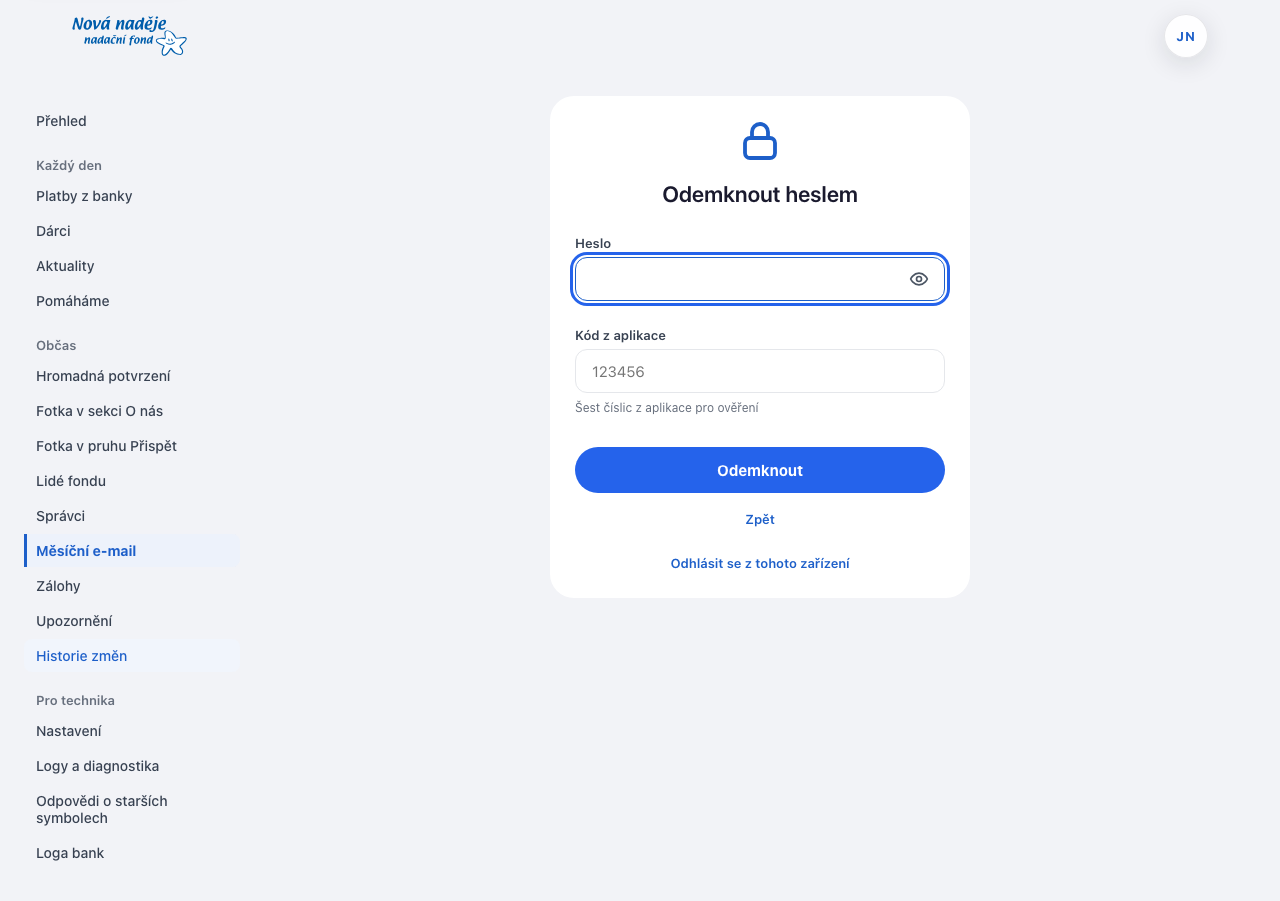 Nová naděje
nadační fond
JN
Přehled
Každý den
Platby z banky
Dárci
Aktuality
Pomáháme
Občas
Hromadná potvrzení
Fotka v sekci O nás
Fotka v pruhu Přispět
Lidé fondu
Správci
Měsíční e-mail
Zálohy
Upozornění
Historie změn
Pro technika
Nastavení
Logy a diagnostika
Odpovědi o starších
symbolech
Loga bank
Odemknout heslem
Heslo
Kód z aplikace
123456
Šest číslic z aplikace pro ověření
Odemknout
Zpět
Odhlásit se z tohoto zařízení